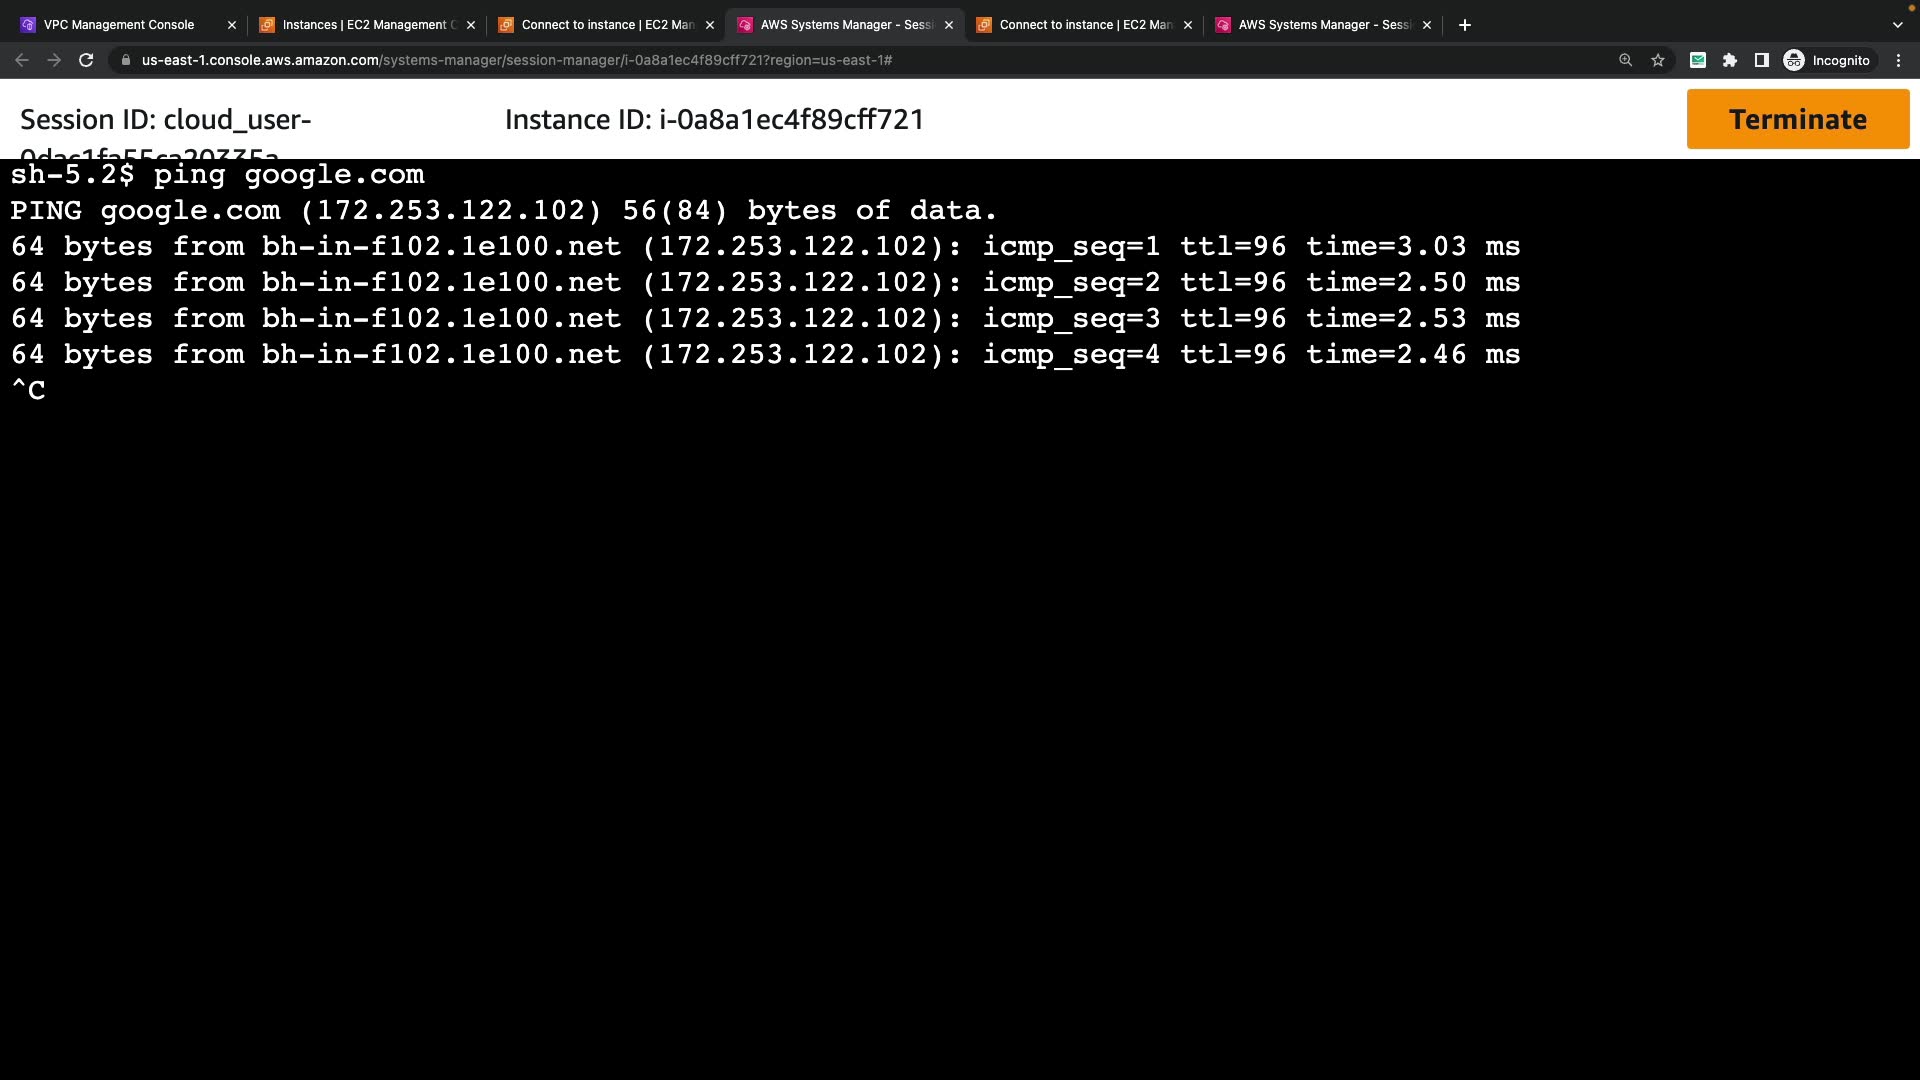 VPC Management Console
Instances | EC2 Management C
Connect to instance | EC2 Man
AWS Systems Manager - Sessi
Connect to instance | EC2 Man
AWS Systems Manager - Sessi
us-east-1.console.aws.amazon.com/systems-manager/session-manager/i-0a8a1ec4f89cff721?region=us-east-1#
Incognito
Session ID: cloud_user-
0dac1fa55ca20335a
Instance ID: i-0a8a1ec4f89cff721
Terminate
sh-5.2$ ping google.com
PING google.com (172.253.122.102) 56(84) bytes of data.
64 bytes from bh-in-f102.1e100.net (172.253.122.102): icmp_seq=1 ttl=96 time=3.03 ms
64 bytes from bh-in-f102.1e100.net (172.253.122.102): icmp_seq=2 ttl=96 time=2.50 ms
64 bytes from bh-in-f102.1e100.net (172.253.122.102): icmp_seq=3 ttl=96 time=2.53 ms
64 bytes from bh-in-f102.1e100.net (172.253.122.102): icmp_seq=4 ttl=96 time=2.46 ms
^C